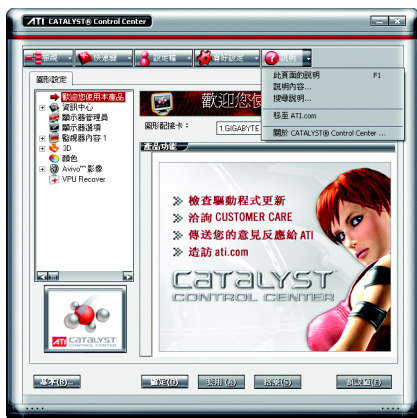 ATI CATALYST® Control Center
檢視
快速鍵
設定檔
喜好設定
說明
此頁面的說明 F1
說明內容...
搜尋說明...
移至 ATI.com
關於 CATALYST® Control Center ...
圖形設定
歡迎您使用本產品
資訊中心
顯示器管理員
顯示器選項
監視器內容 1
3D
顏色
Avivo™ 影像
VPU Recover
歡迎您使
圖形配接卡：
1.GIGABYTE
產品功能
檢查驅動程式更新
洽詢 CUSTOMER CARE
傳送您的意見反應給 ATI
造訪 ati.com
CATALYST
CONTROL CENTER
ATI CATALYST
CONTROL CENTER
基本(B)...
確定(O)
套用 (A)